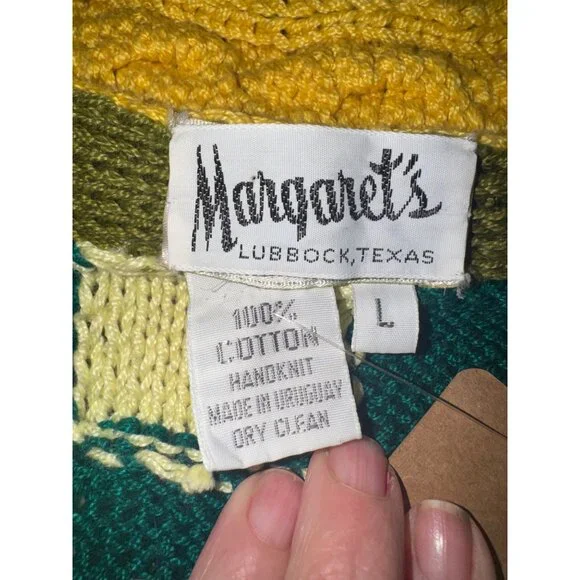 Margaret's
LUBBOCK, TEXAS
L
100%
COTTON
HANDKNIT
MADE IN URUGUAY
DRY CLEAN